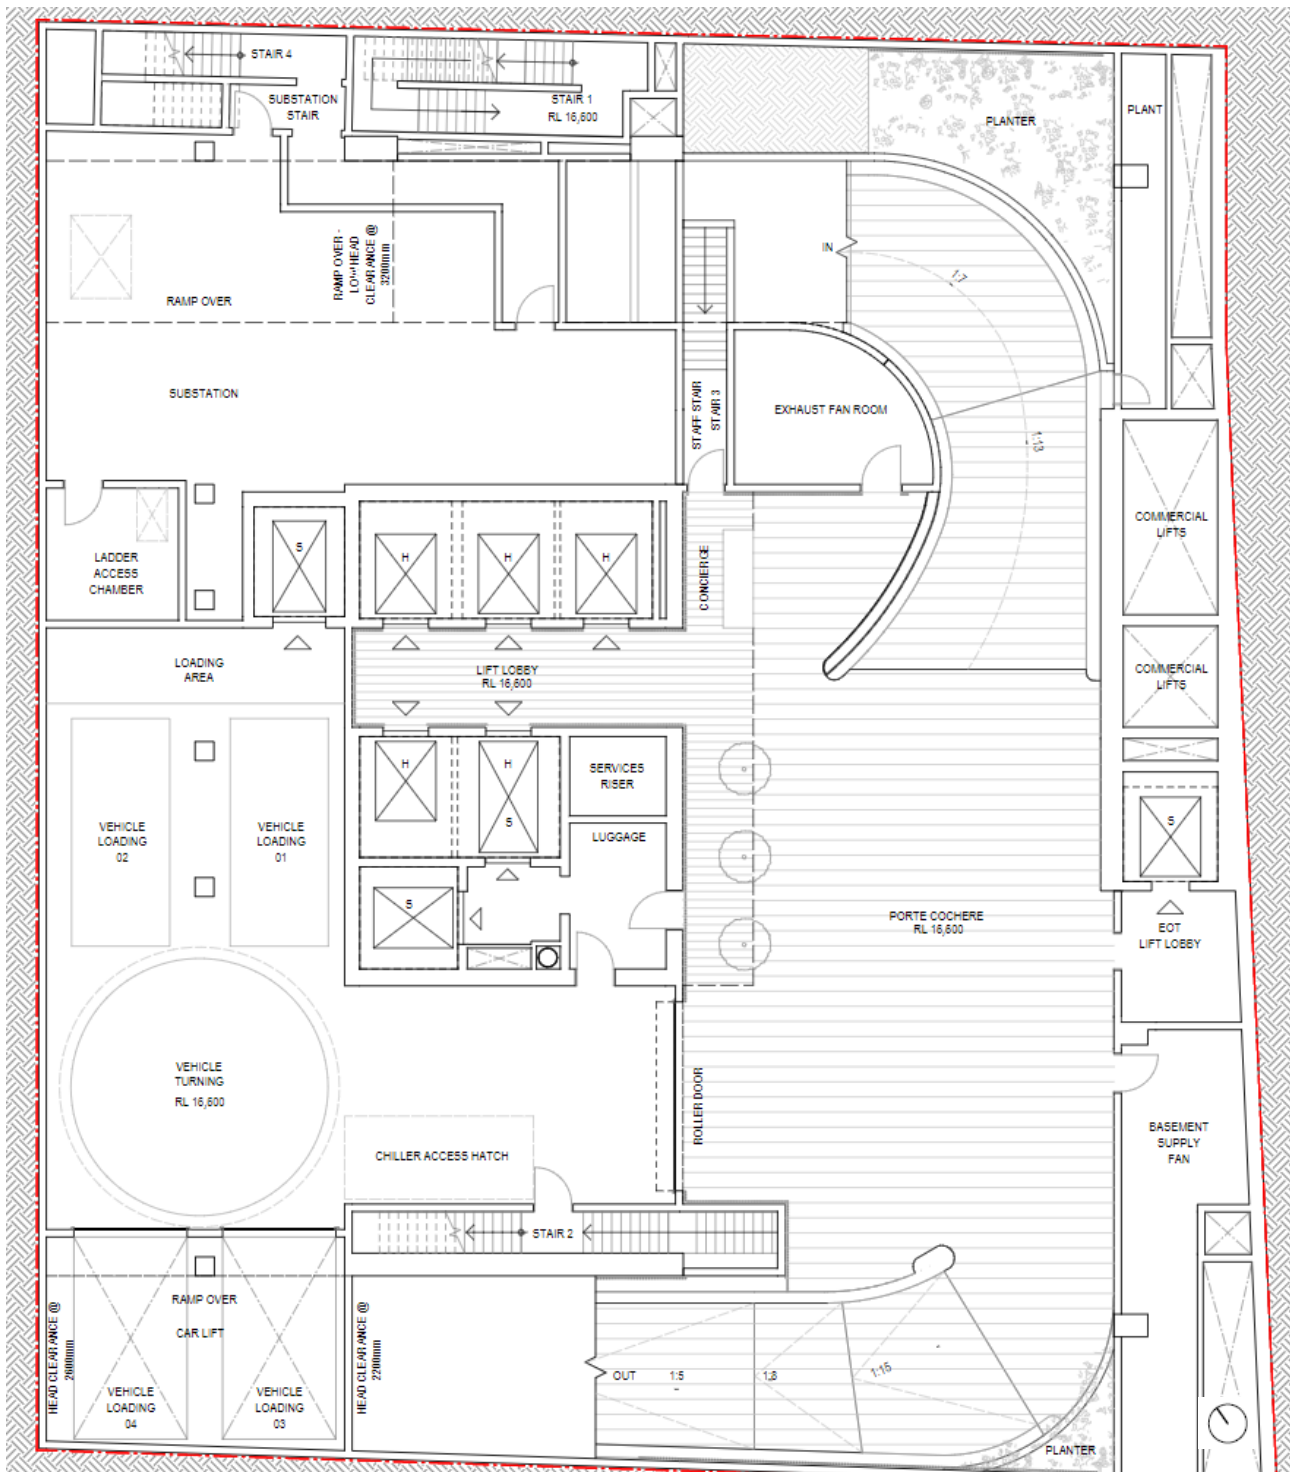 STAIR 4
SUBSTATION
STAIR
STAIR 1
RL 16,600
PLANTER
PLANT
RAMP OVER -
CLEARANCE @
3200mm
IN
1:7
RAMP OVER
SUBSTATION
STAFF STAIR
STAIR 3
EXHAUST FAN ROOM
1:13
COMMERCIAL
LIFTS
LADDER
ACCESS
CHAMBER
S
H
H
H
CONCIERGE
LOADING
AREA
LIFT LOBBY
RL 16,600
COMMERCIAL
LIFTS
H
H
S
SERVICES
RISER
VEHICLE
LOADING
02
VEHICLE
LOADING
01
LUGGAGE
S
S
PORTE COCHERE
RL 16,600
EOT
LIFT LOBBY
VEHICLE
TURNING
RL 16,600
ROLLER DOOR
CHILLER ACCESS HATCH
BASEMENT
SUPPLY
FAN
STAIR 2
HEAD CLEARANCE @
2600mm
RAMP OVER
CAR LIFT
HEAD CLEARANCE @
2200mm
OUT
1:5
1:8
1:15
VEHICLE
LOADING
04
VEHICLE
LOADING
03
PLANTER